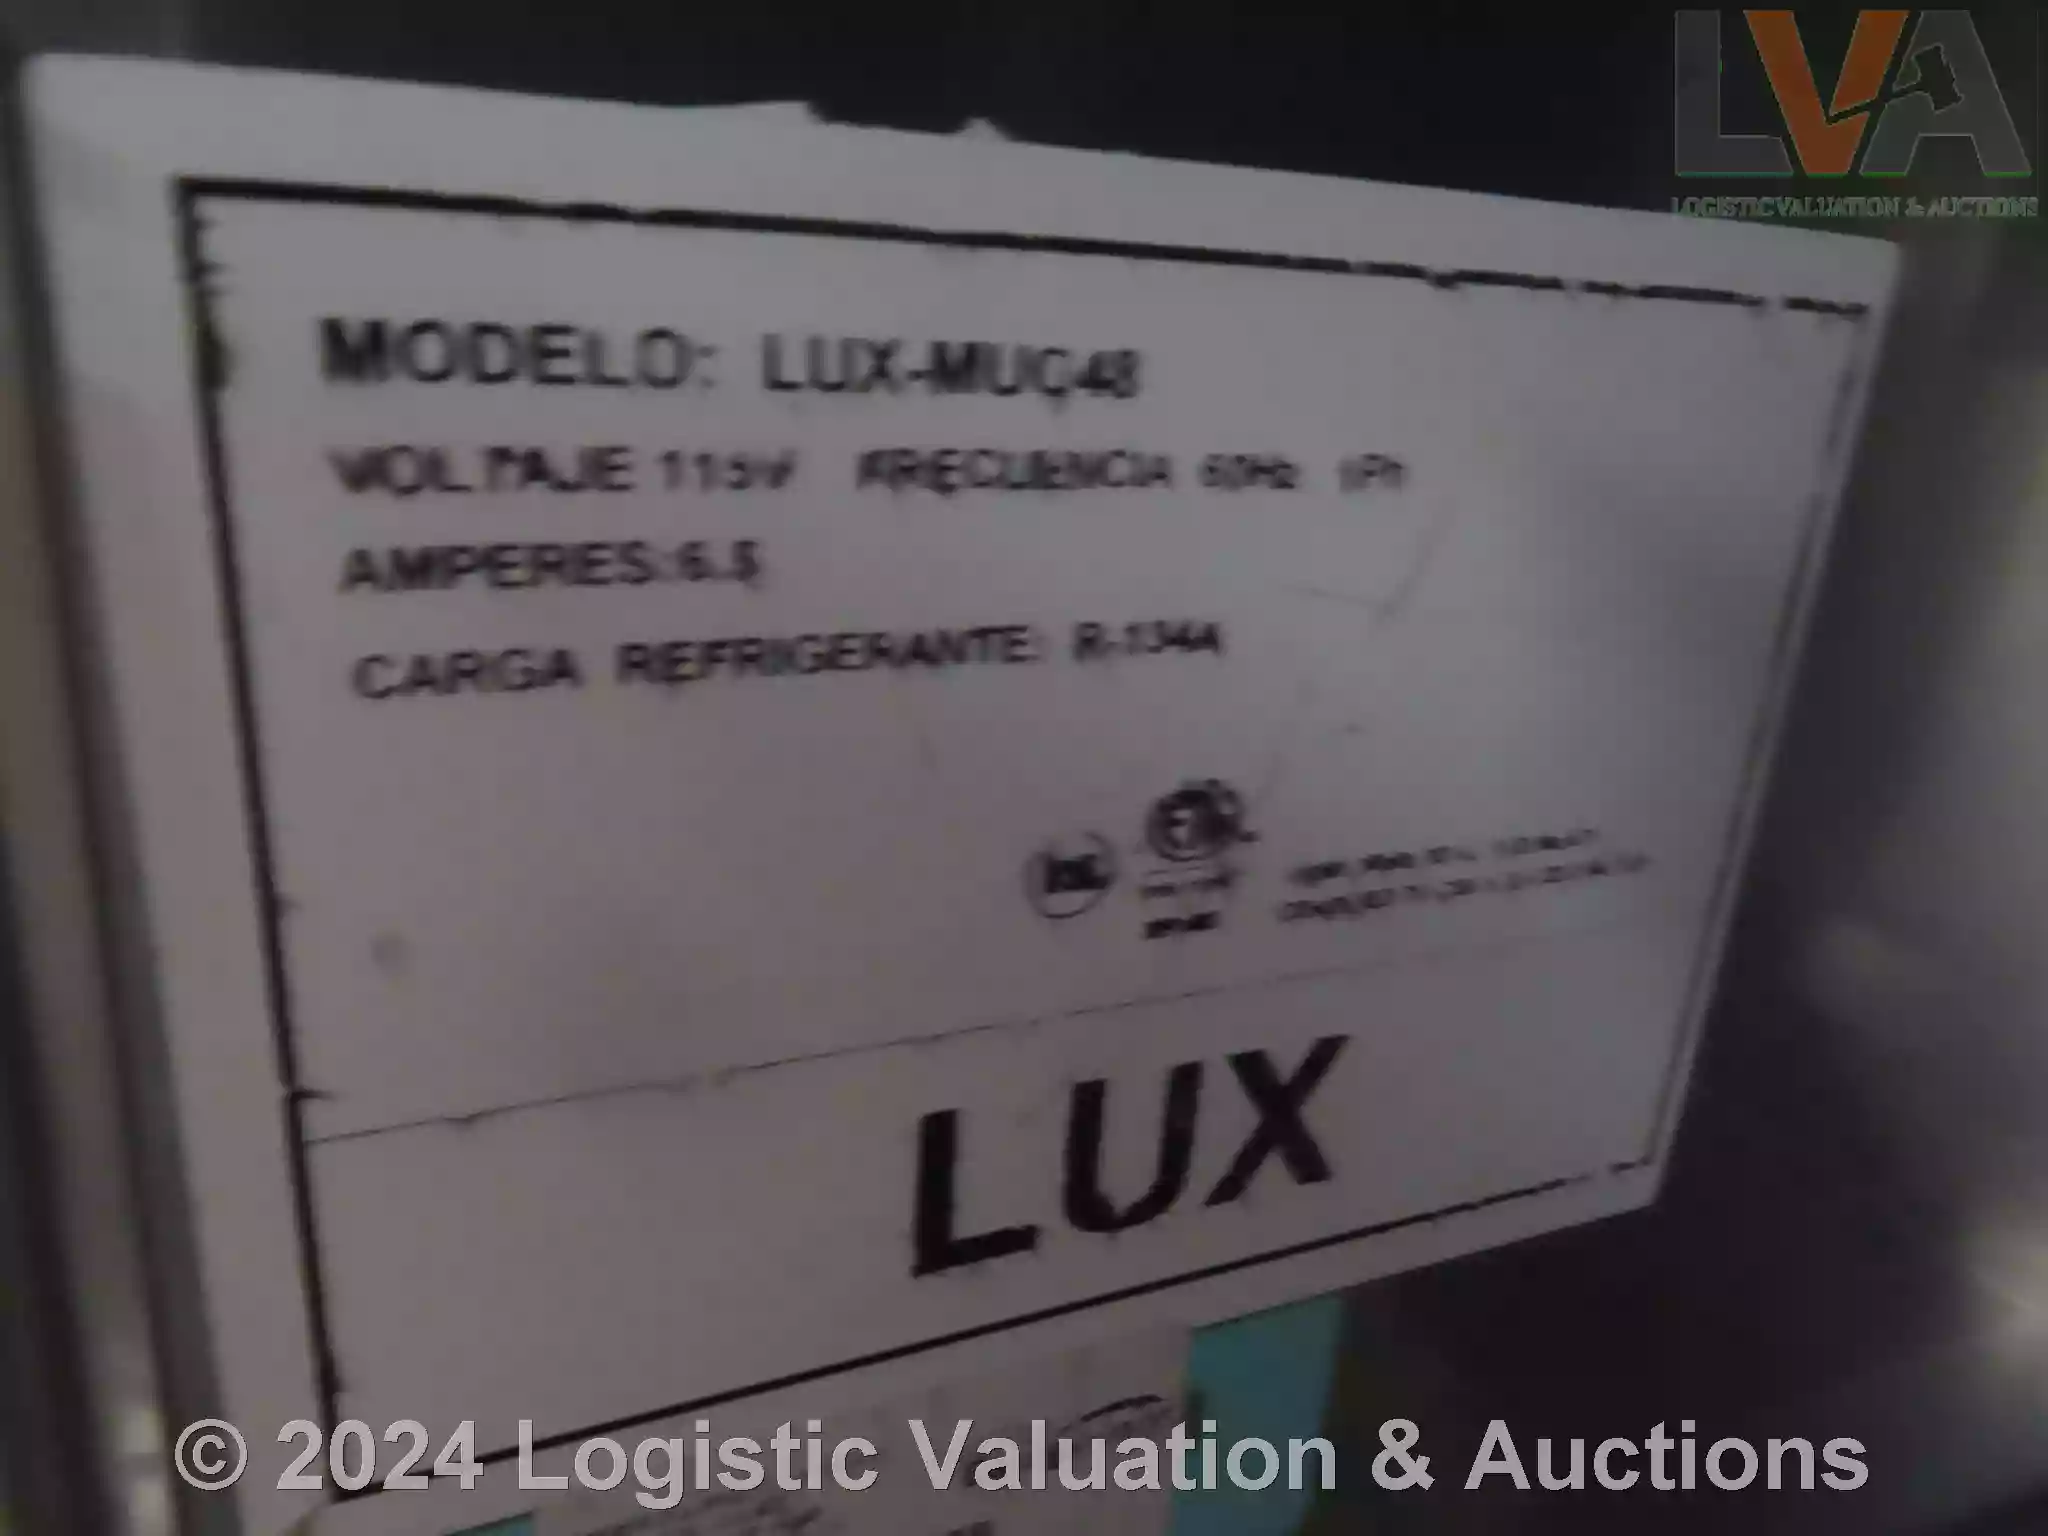 LVA
LOGISTIC VALUATION & AUCTIONS
MODELO: LUX-MUC48
VOLTAJE 115V FRECUENCIA 60Hz 1Ph
AMPERES:6.5
CARGA REFRIGERANTE: R-134A
LUX
© 2024 Logistic Valuation & Auctions